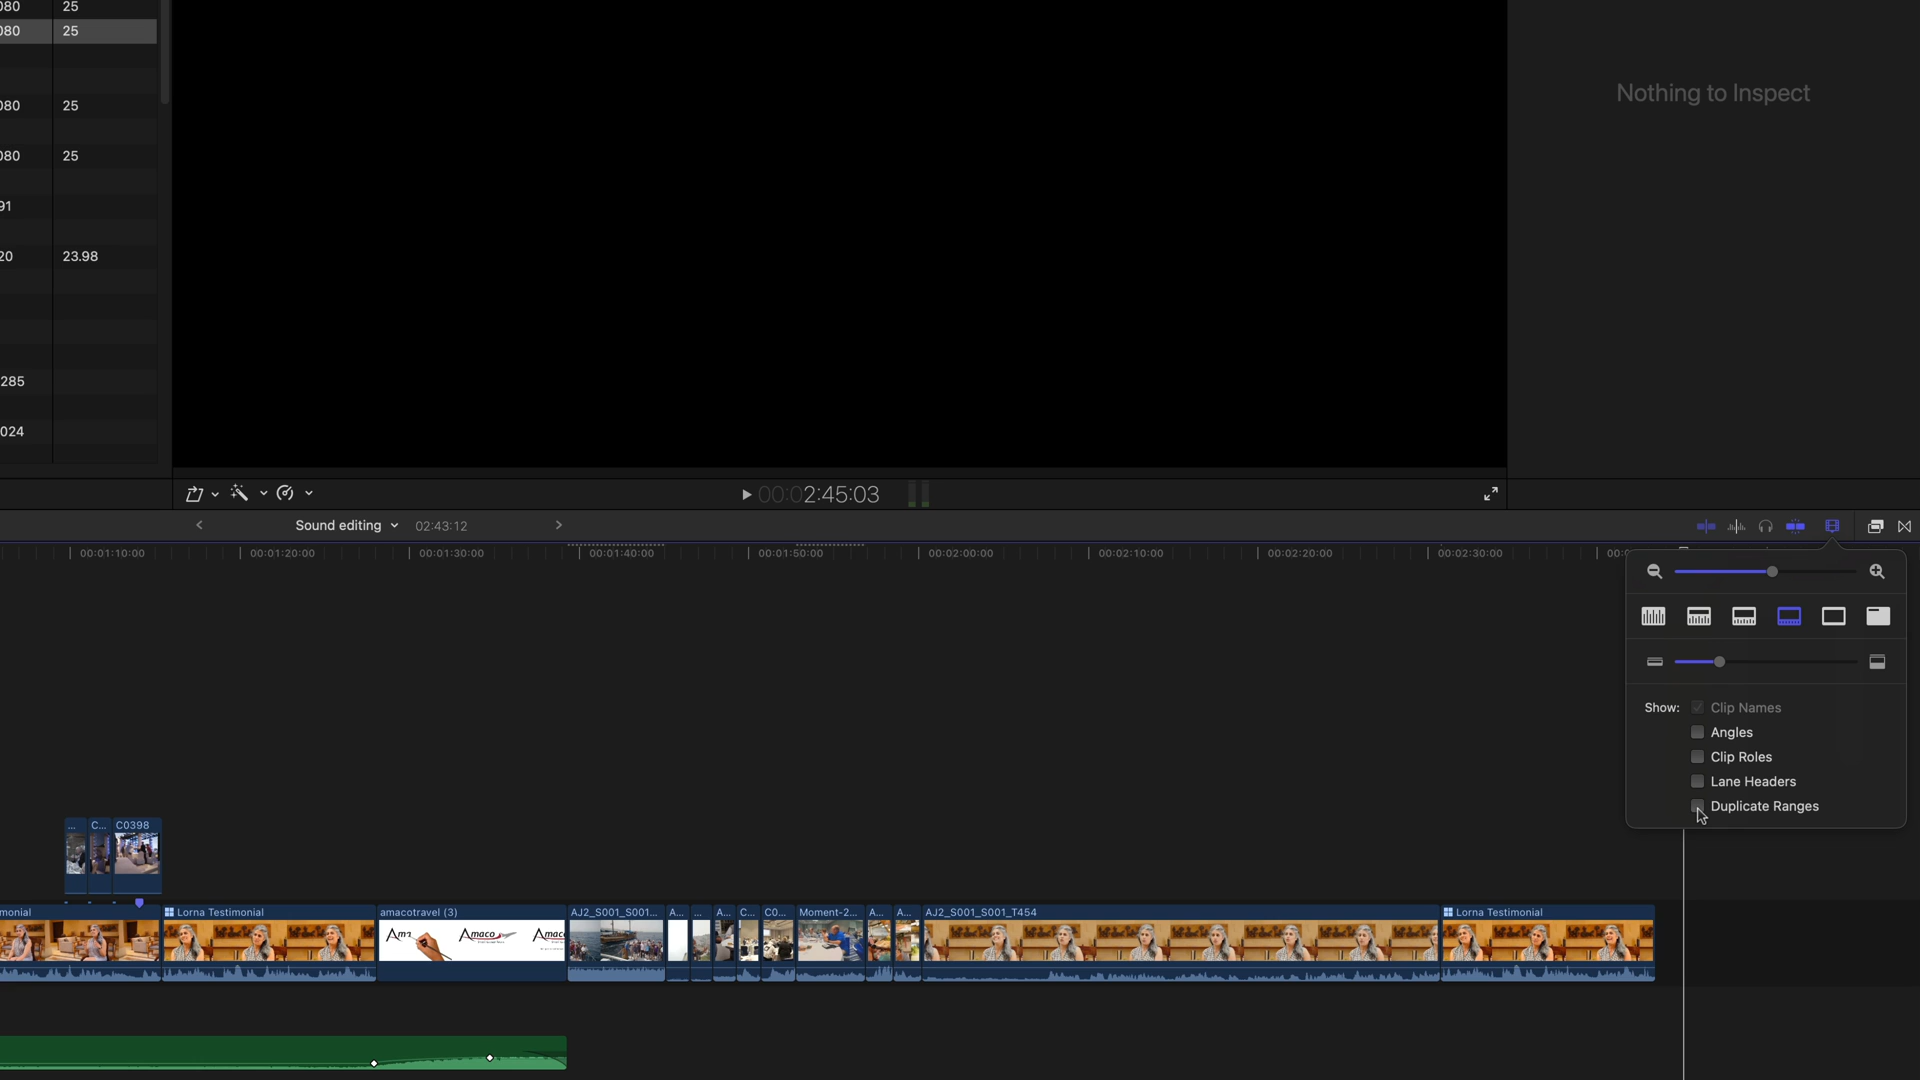 080 25
080 25
080 25
080 25
91
20 23.98
285
024
Nothing to Inspect
00:02:45:03
Sound editing 02:43:12
00:01:10:00 00:01:20:00 00:01:30:00 00:01:40:00 00:01:50:00 00:02:00:00 00:02:10:00 00:02:20:00 00:02:30:00 00:0
Show: Clip Names
Angles
Clip Roles
Lane Headers
Duplicate Ranges
... C... C0398
monial Lorna Testimonial amacotravel (3) AJ2_S001_S001... A... ... A... C... C0... Moment-2... A... A... AJ2_S001_S001_T454 Lorna Testimonial
Amaco Amaco